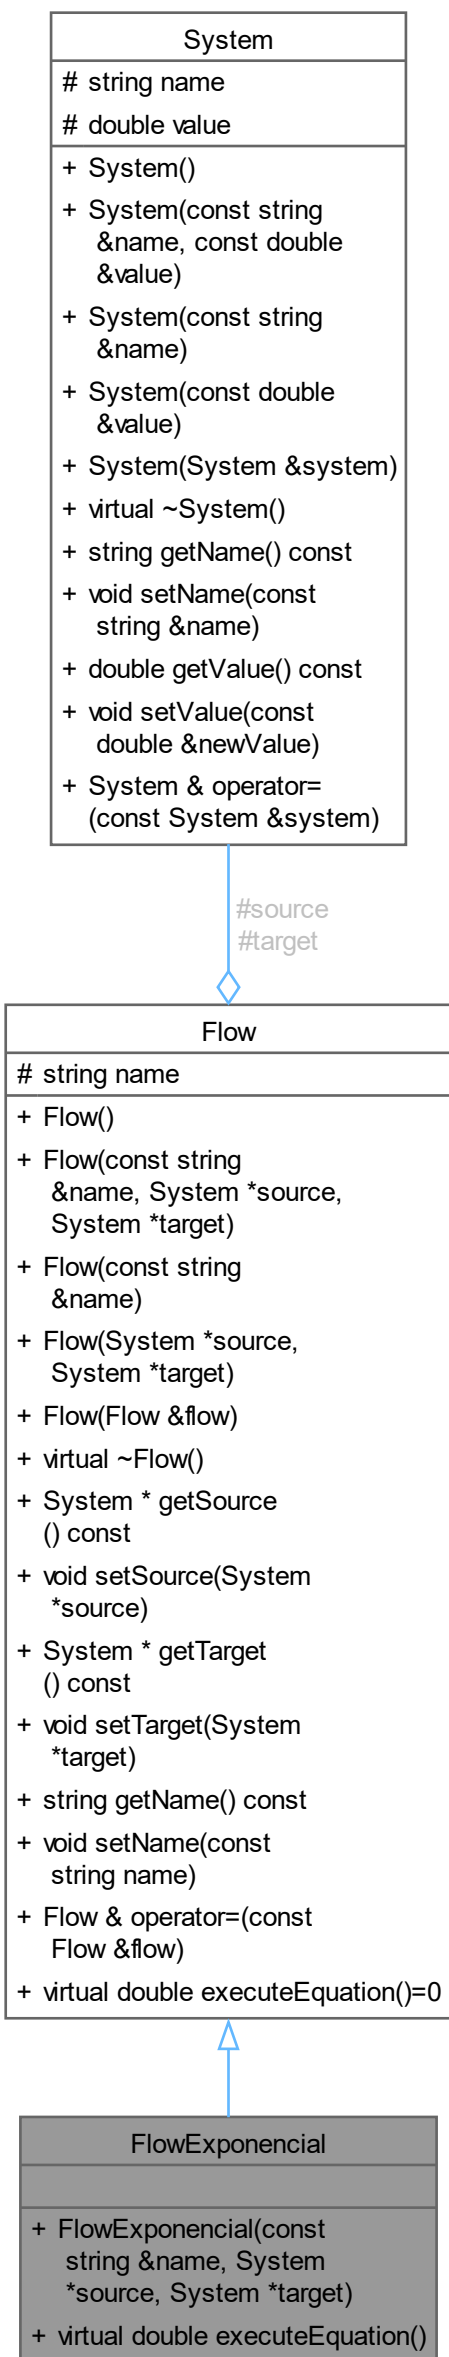 System
# string name
# double value
+ System()
+ System(const string
&name, const double
&value)
+ System(const string
&name)
+ System(const double
&value)
+ System(System &system)
+ virtual ~System()
+ string getName() const
+ void setName(const
string &name)
+ double getValue() const
+ void setValue(const
double &newValue)
+ System & operator=
(const System &system)
#source
#target
Flow
# string name
+ Flow()
+ Flow(const string
&name, System *source,
System *target)
+ Flow(const string
&name)
+ Flow(System *source,
System *target)
+ Flow(Flow &flow)
+ virtual ~Flow()
+ System * getSource
() const
+ void setSource(System
*source)
+ System * getTarget
() const
+ void setTarget(System
*target)
+ string getName() const
+ void setName(const
string name)
+ Flow & operator=(const
Flow &flow)
+ virtual double executeEquation()=0
FlowExponencial
+ FlowExponencial(const
string &name, System
*source, System *target)
+ virtual double executeEquation()